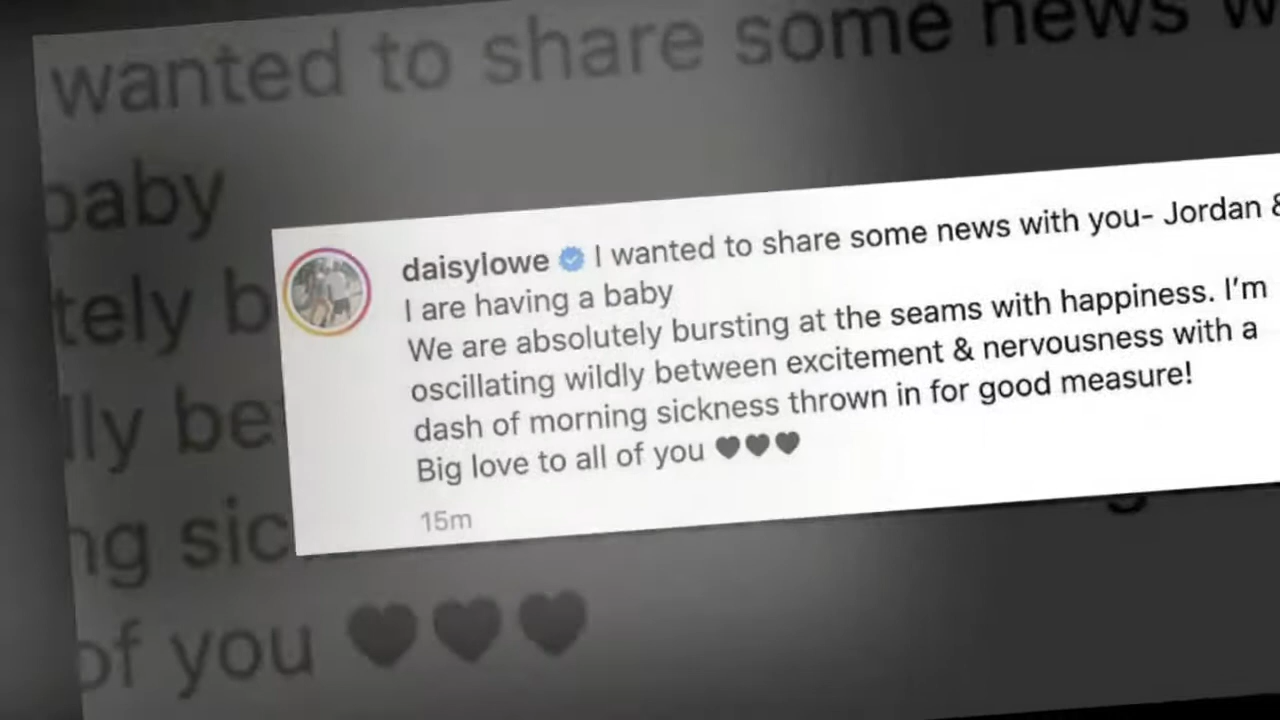 wanted to share some news w
baby
tely b
lly be
ng sic
of you 🖤🖤🖤
daisylowe I wanted to share some news with you- Jordan &
I are having a baby
We are absolutely bursting at the seams with happiness. I'm
oscillating wildly between excitement & nervousness with a
dash of morning sickness thrown in for good measure!
Big love to all of you 🖤🖤🖤
15m